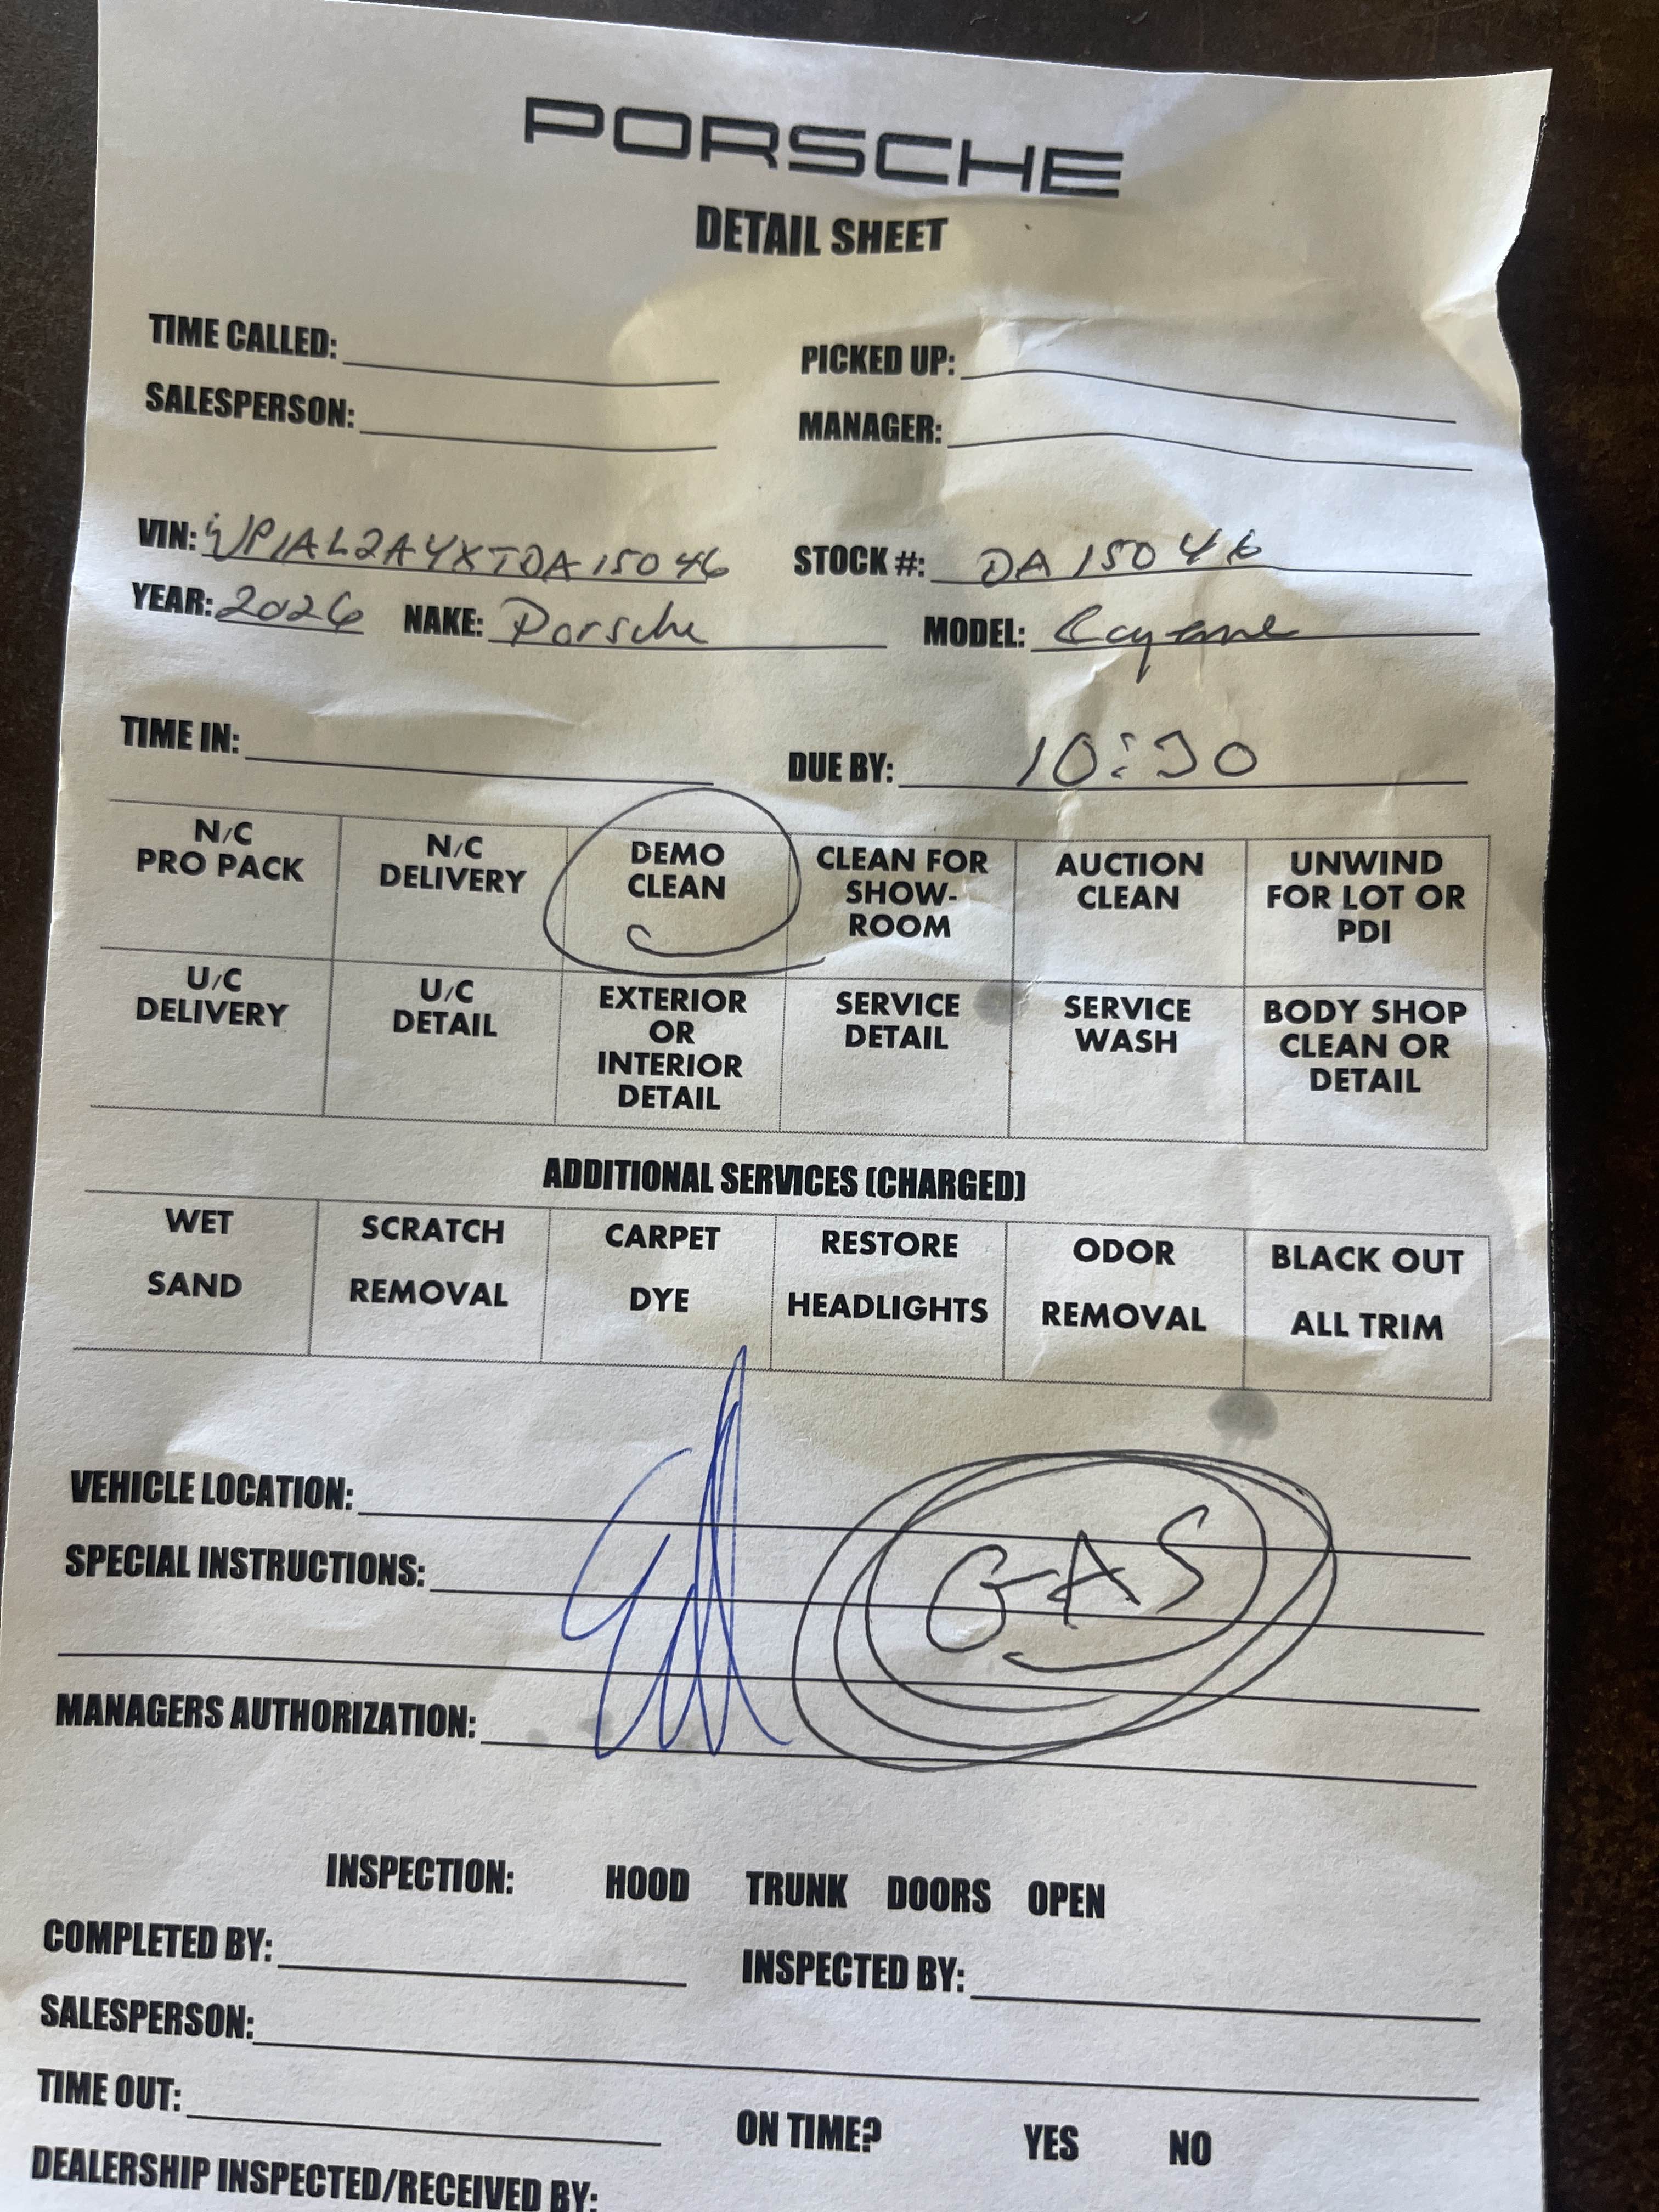 PORSCHE
DETAIL SHEET
TIME CALLED: PICKED UP:
SALESPERSON: MANAGER:
VIN: WP1AL2AYXTDA15046 STOCK #: DA15046
YEAR: 2026 NAKE: Porsche MODEL: Cayenne
TIME IN: DUE BY: 10:30
N/C PRO PACK
N/C DELIVERY
DEMO CLEAN
CLEAN FOR SHOW-ROOM
AUCTION CLEAN
UNWIND FOR LOT OR PDI
U/C DELIVERY
U/C DETAIL
EXTERIOR OR INTERIOR DETAIL
SERVICE DETAIL
SERVICE WASH
BODY SHOP CLEAN OR DETAIL
ADDITIONAL SERVICES (CHARGED)
WET SAND
SCRATCH REMOVAL
CARPET DYE
RESTORE HEADLIGHTS
ODOR REMOVAL
BLACK OUT ALL TRIM
VEHICLE LOCATION:
SPECIAL INSTRUCTIONS: GAS
MANAGERS AUTHORIZATION:
INSPECTION: HOOD TRUNK DOORS OPEN
COMPLETED BY: INSPECTED BY:
SALESPERSON:
TIME OUT: ON TIME? YES NO
DEALERSHIP INSPECTED/RECEIVED BY: